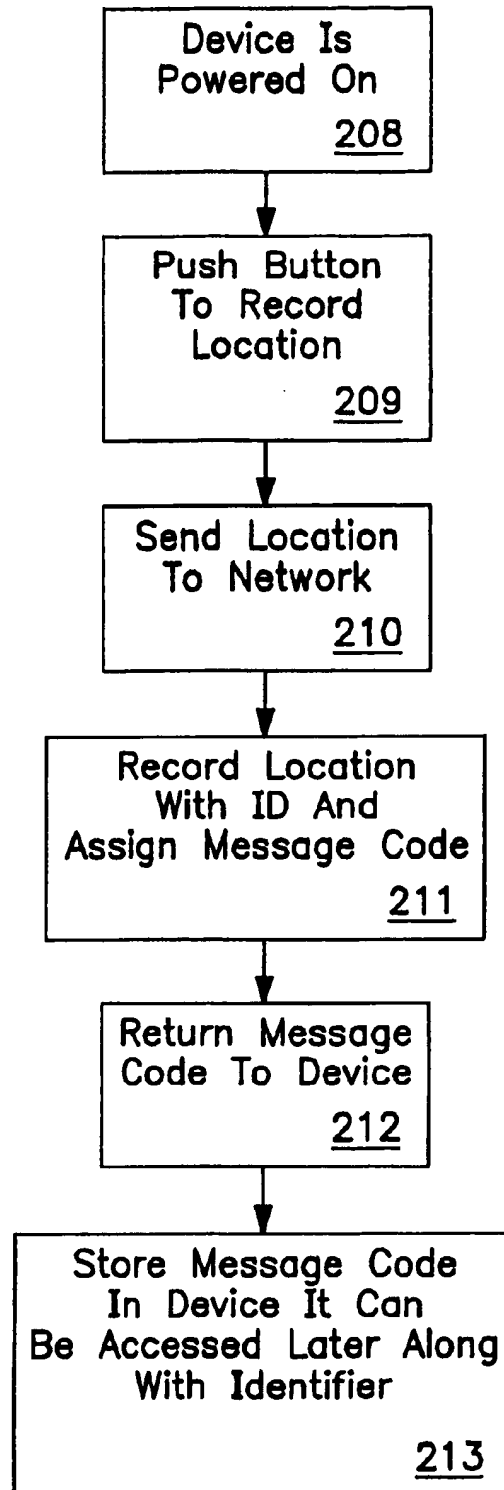 Device Is
Powered On
208
Push Button
To Record
Location
209
Send Location
To Network
210
Record Location
With ID And
Assign Message Code
211
Return Message
Code To Device
212
Store Message Code
In Device It Can
Be Accessed Later Along
With Identifier
213